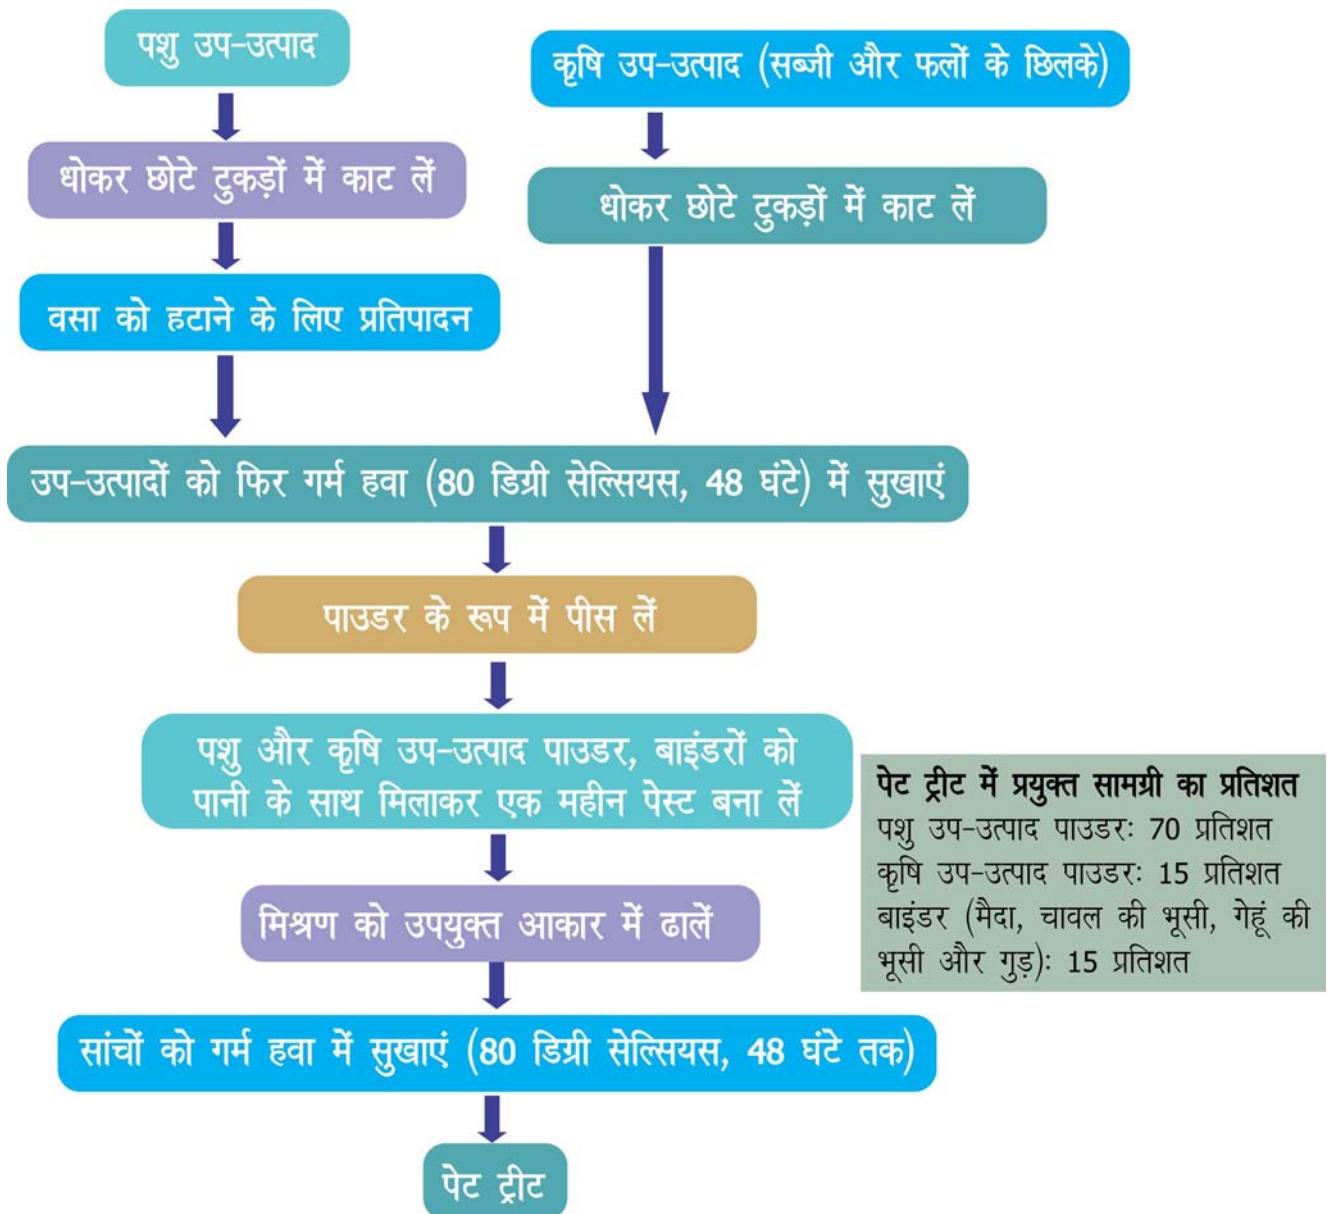 पशु उप-उत्पाद
कृषि उप-उत्पाद (सब्जी और फलों के छिलके)
धोकर छोटे टुकड़ों में काट लें
धोकर छोटे टुकड़ों में काट लें
वसा को हटाने के लिए प्रतिपादन
उप-उत्पादों को फिर गर्म हवा (80 डिग्री सेल्सियस, 48 घंटे) में सुखाएं
पाउडर के रूप में पीस लें
पशु और कृषि उप-उत्पाद पाउडर, बाइंडरों को
पानी के साथ मिलाकर एक महीन पेस्ट बना लें
मिश्रण को उपयुक्त आकार में ढालें
सांचों को गर्म हवा में सुखाएं (80 डिग्री सेल्सियस, 48 घंटे तक)
पेट ट्रीट
पेट ट्रीट में प्रयुक्त सामग्री का प्रतिशत
पशु उप-उत्पाद पाउडरः 70 प्रतिशत
कृषि उप-उत्पाद पाउडरः 15 प्रतिशत
बाइंडर (मैदा, चावल की भूसी, गेहूं की
भूसी और गुड़)ः 15 प्रतिशत